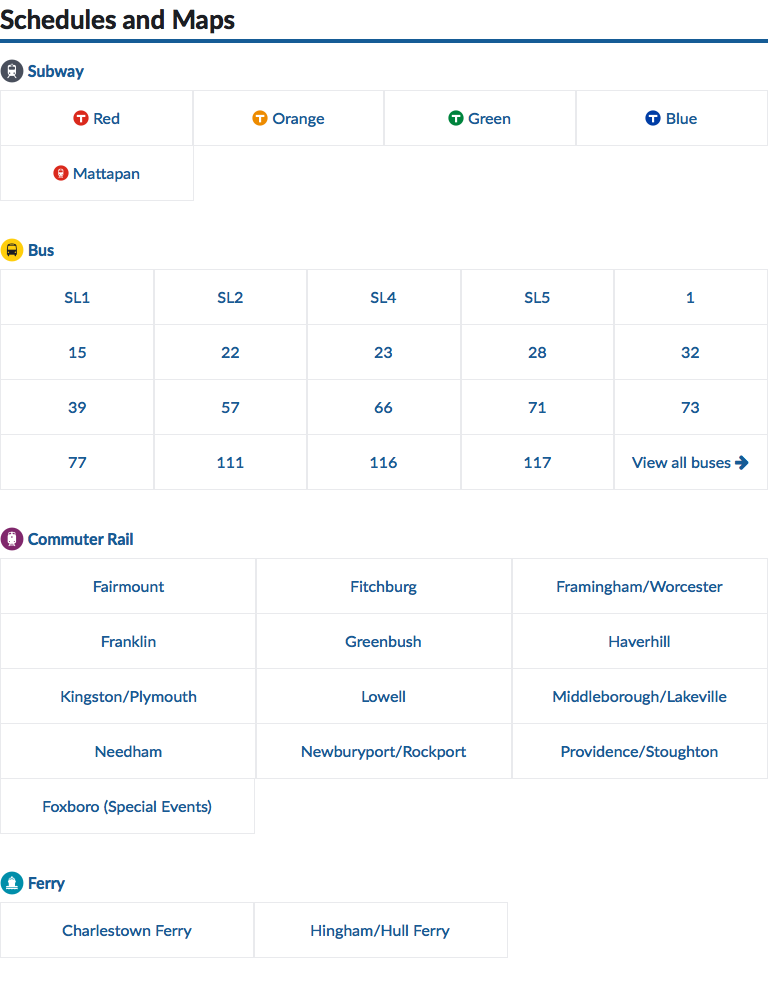 Schedules and Maps
Subway
T Red T Orange T Green T Blue
Mattapan
Bus
SL1 SL2 SL4 SL5 1
15 22 23 28 32
39 57 66 71 73
77 111 116 117 View all buses
Commuter Rail
Fairmount Fitchburg Framingham/Worcester
Franklin Greenbush Haverhill
Kingston/Plymouth Lowell Middleborough/Lakeville
Needham Newburyport/Rockport Providence/Stoughton
Foxboro (Special Events)
Ferry
Charlestown Ferry Hingham/Hull Ferry